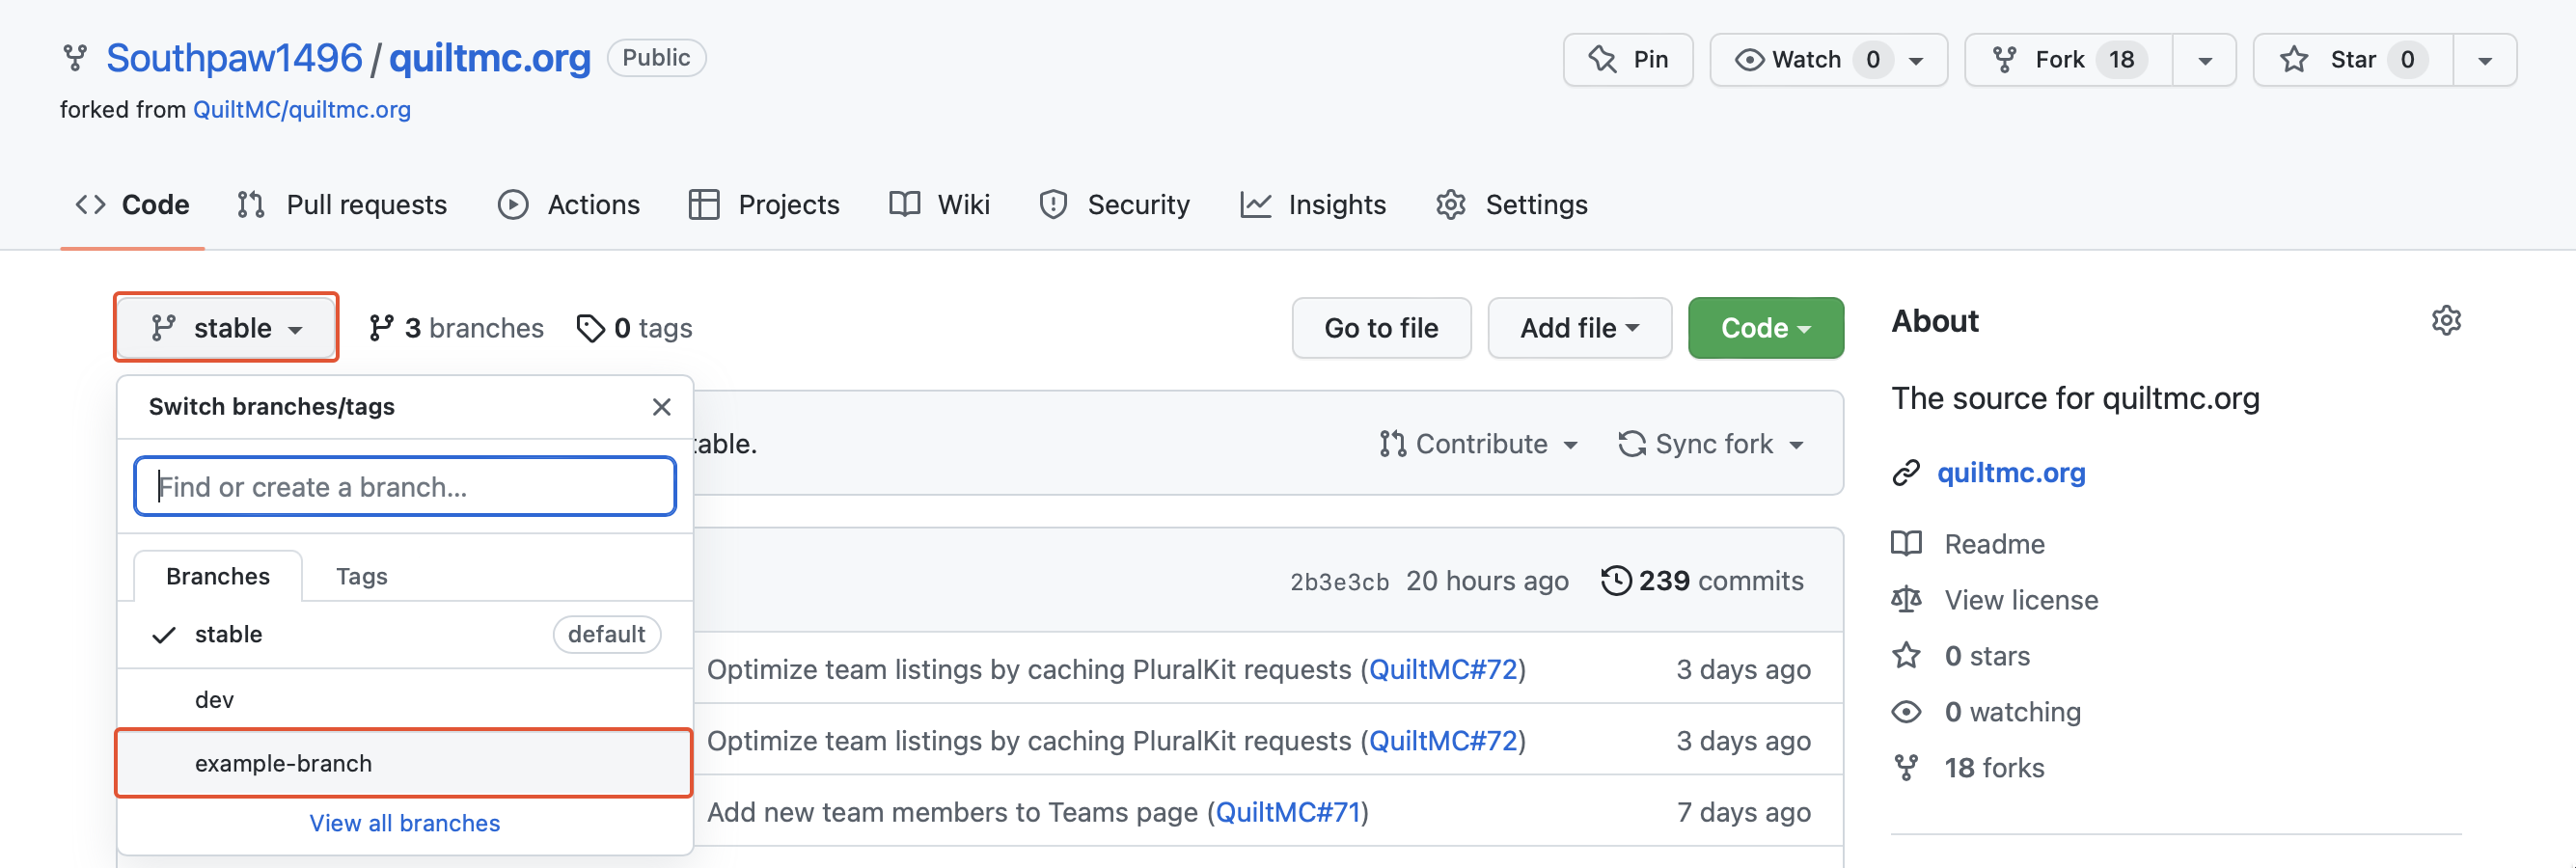 Southpaw1496 / quiltmc.org Public
Pin Watch 0 Fork 18 Star 0
forked from QuiltMC/quiltmc.org
Code Pull requests Actions Projects Wiki Security Insights Settings
stable 3 branches 0 tags
Go to file Add file Code
Switch branches/tags
Find or create a branch...
Branches Tags
stable default
dev
example-branch
View all branches
table.
Contribute Sync fork
2b3e3cb 20 hours ago 239 commits
Optimize team listings by caching PluralKit requests (QuiltMC#72) 3 days ago
Optimize team listings by caching PluralKit requests (QuiltMC#72) 3 days ago
Add new team members to Teams page (QuiltMC#71) 7 days ago
About
The source for quiltmc.org
quiltmc.org
Readme
View license
0 stars
0 watching
18 forks